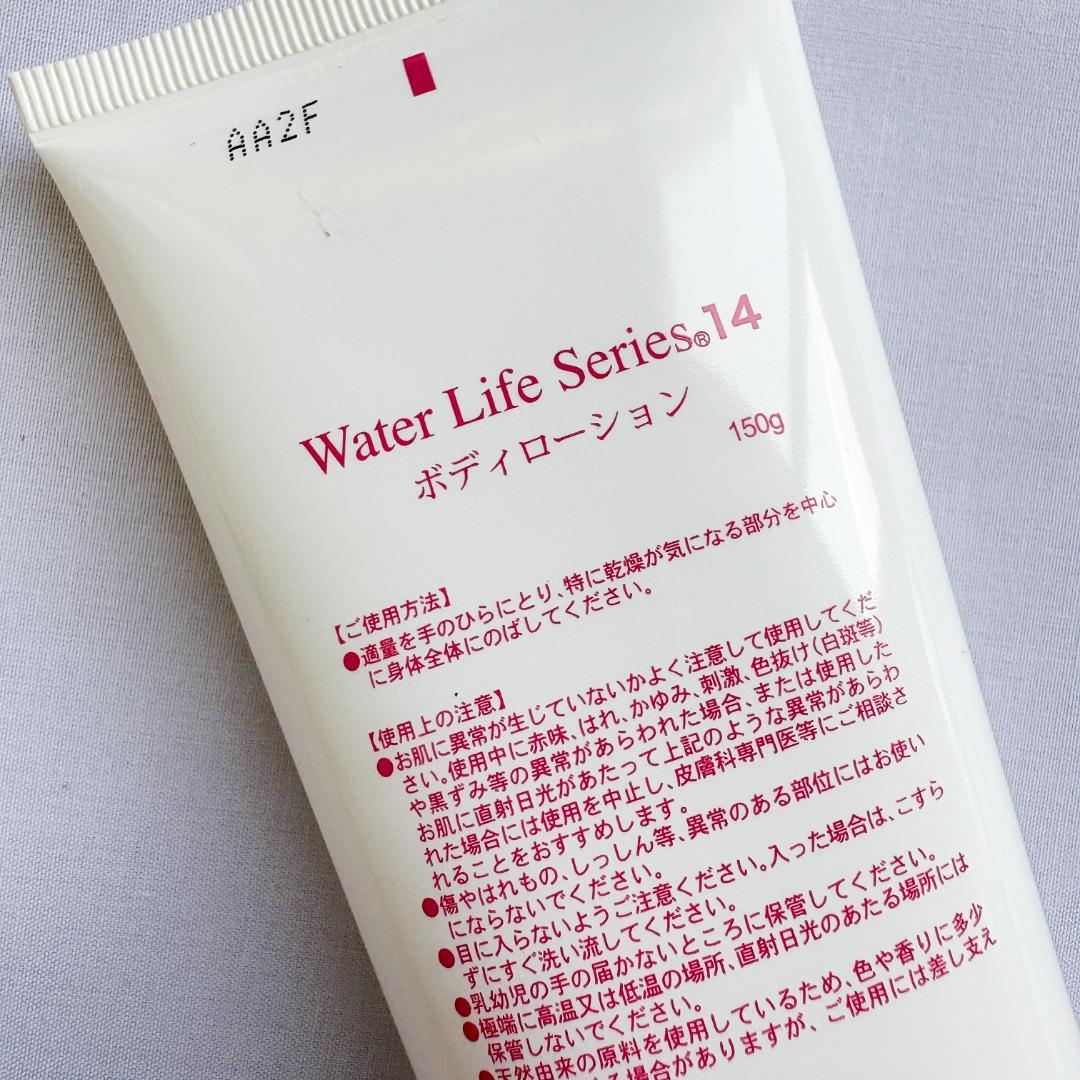 AA2F
Water Life Series®14
ボディローション
150g
【ご使用方法】
●適量を手のひらにとり、特に乾燥が気になる部分を中心
に身体全体にのばしてください。
【使用上の注意】
●お肌に異常が生じていないかよく注意して使用してくだ
さい。使用中に赤味、はれ、かゆみ、刺激、色抜け(白斑等)
や黒ずみ等の異常があらわれた場合、または使用した
お肌に直射日光があたって上記のような異常があらわ
れた場合には使用を中止し、皮膚科専門医等にご相談さ
れることをおすすめします。
●傷やはれもの、しっしん等、異常のある部位にはお使い
にならないでください。
●目に入らないようご注意ください。入った場合は、こすら
ずにすぐ洗い流してください。
●乳幼児の手の届かないところに保管してください。
●極端に高温又は低温の場所、直射日光のあたる場所には
保管しないでください。
●天然由来の原料を使用しているため、色や香りに多少
る場合がありますが、ご使用には差し支え